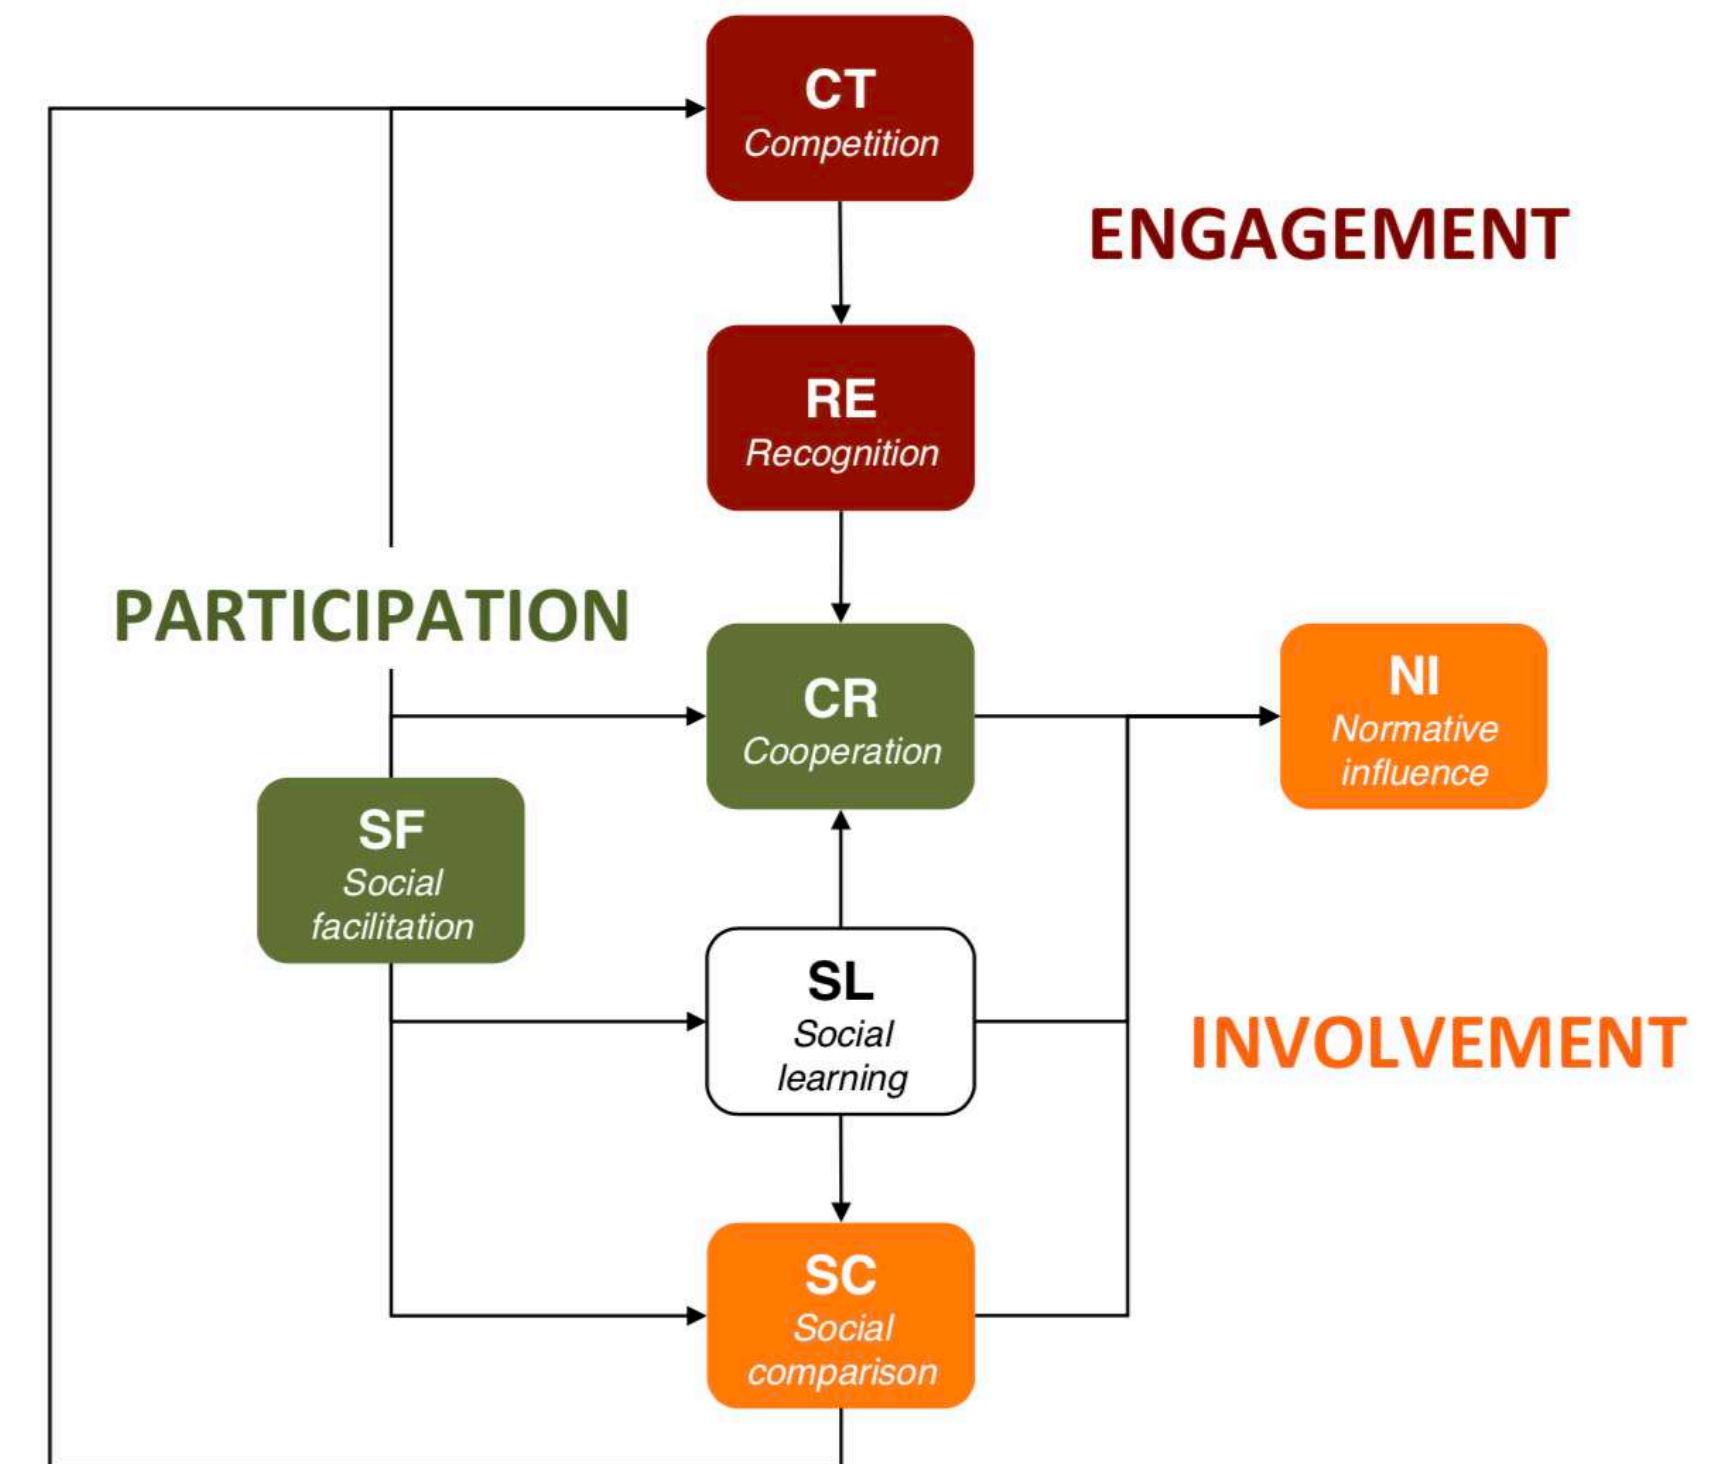 CT
Competition
ENGAGEMENT
RE
Recognition
PARTICIPATION
CR
Cooperation
NI
Normative
influence
SF
Social
facilitation
SL
Social
learning
INVOLVEMENT
SC
Social
comparison